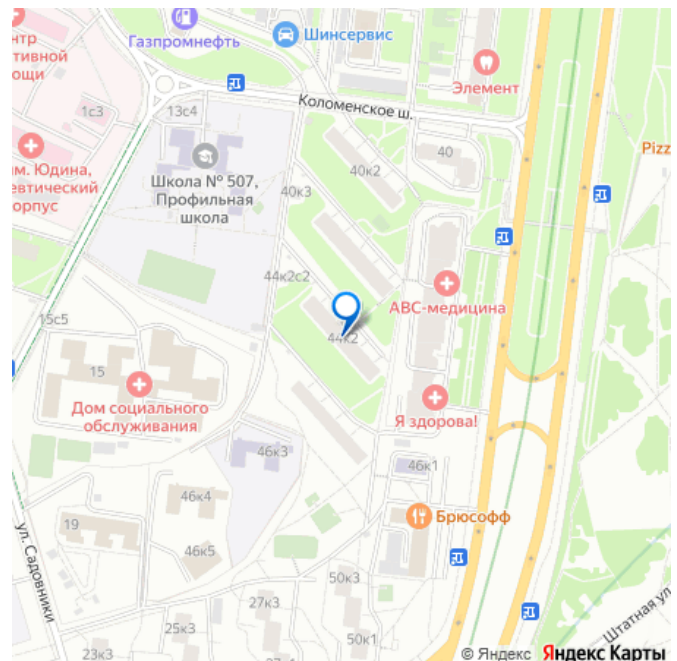 Газпромнефть
Шинсервис
нтр
тивной
ощи
Элемент
1с3
13с4
Коломенское ш.
40
Pizz
им. Юдина,
евтический
орпус
Школа № 507,
Профильная
школа
40к2
40к3
44к2с2
АВС-медицина
15с5
44к2
15
Дом социального
обслуживания
Я здорова!
46к3
46к1
46к4
Брюсофф
19
ул. Садовники
46к5
50к3
27к3
Штатная ул
25к3
50к1
23к3
© Яндекс Яндекс Карты